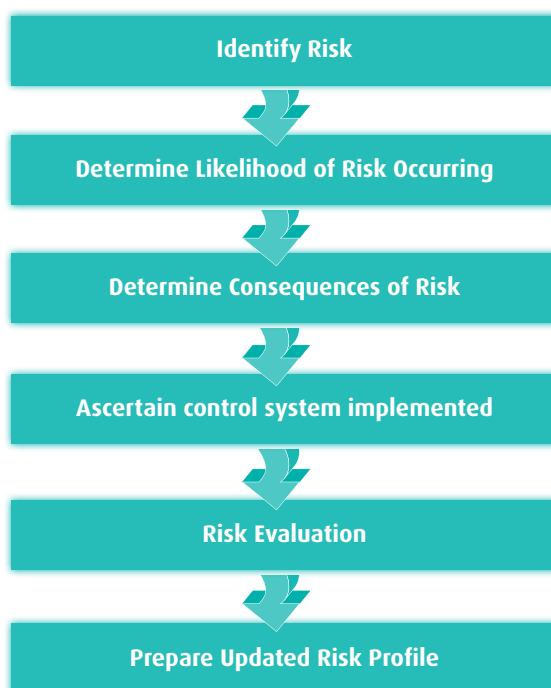 Identify Risk
Determine Likelihood of Risk Occurring
Determine Consequences of Risk
Ascertain control system implemented
Risk Evaluation
Prepare Updated Risk Profile